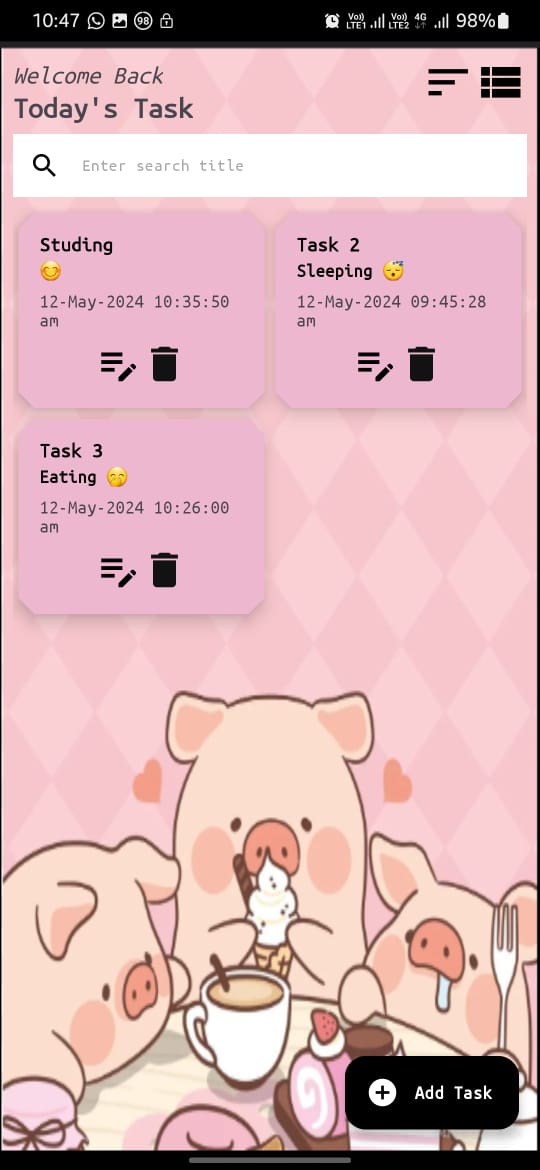 10:47 98 Vo) LTE1 Vo) LTE2 4G 98%
Welcome Back
Today's Task
Enter search title
Studing
😊
12-May-2024 10:35:50
am
Task 2
Sleeping 😴
12-May-2024 09:45:28
am
Task 3
Eating 🤭
12-May-2024 10:26:00
am
Add Task